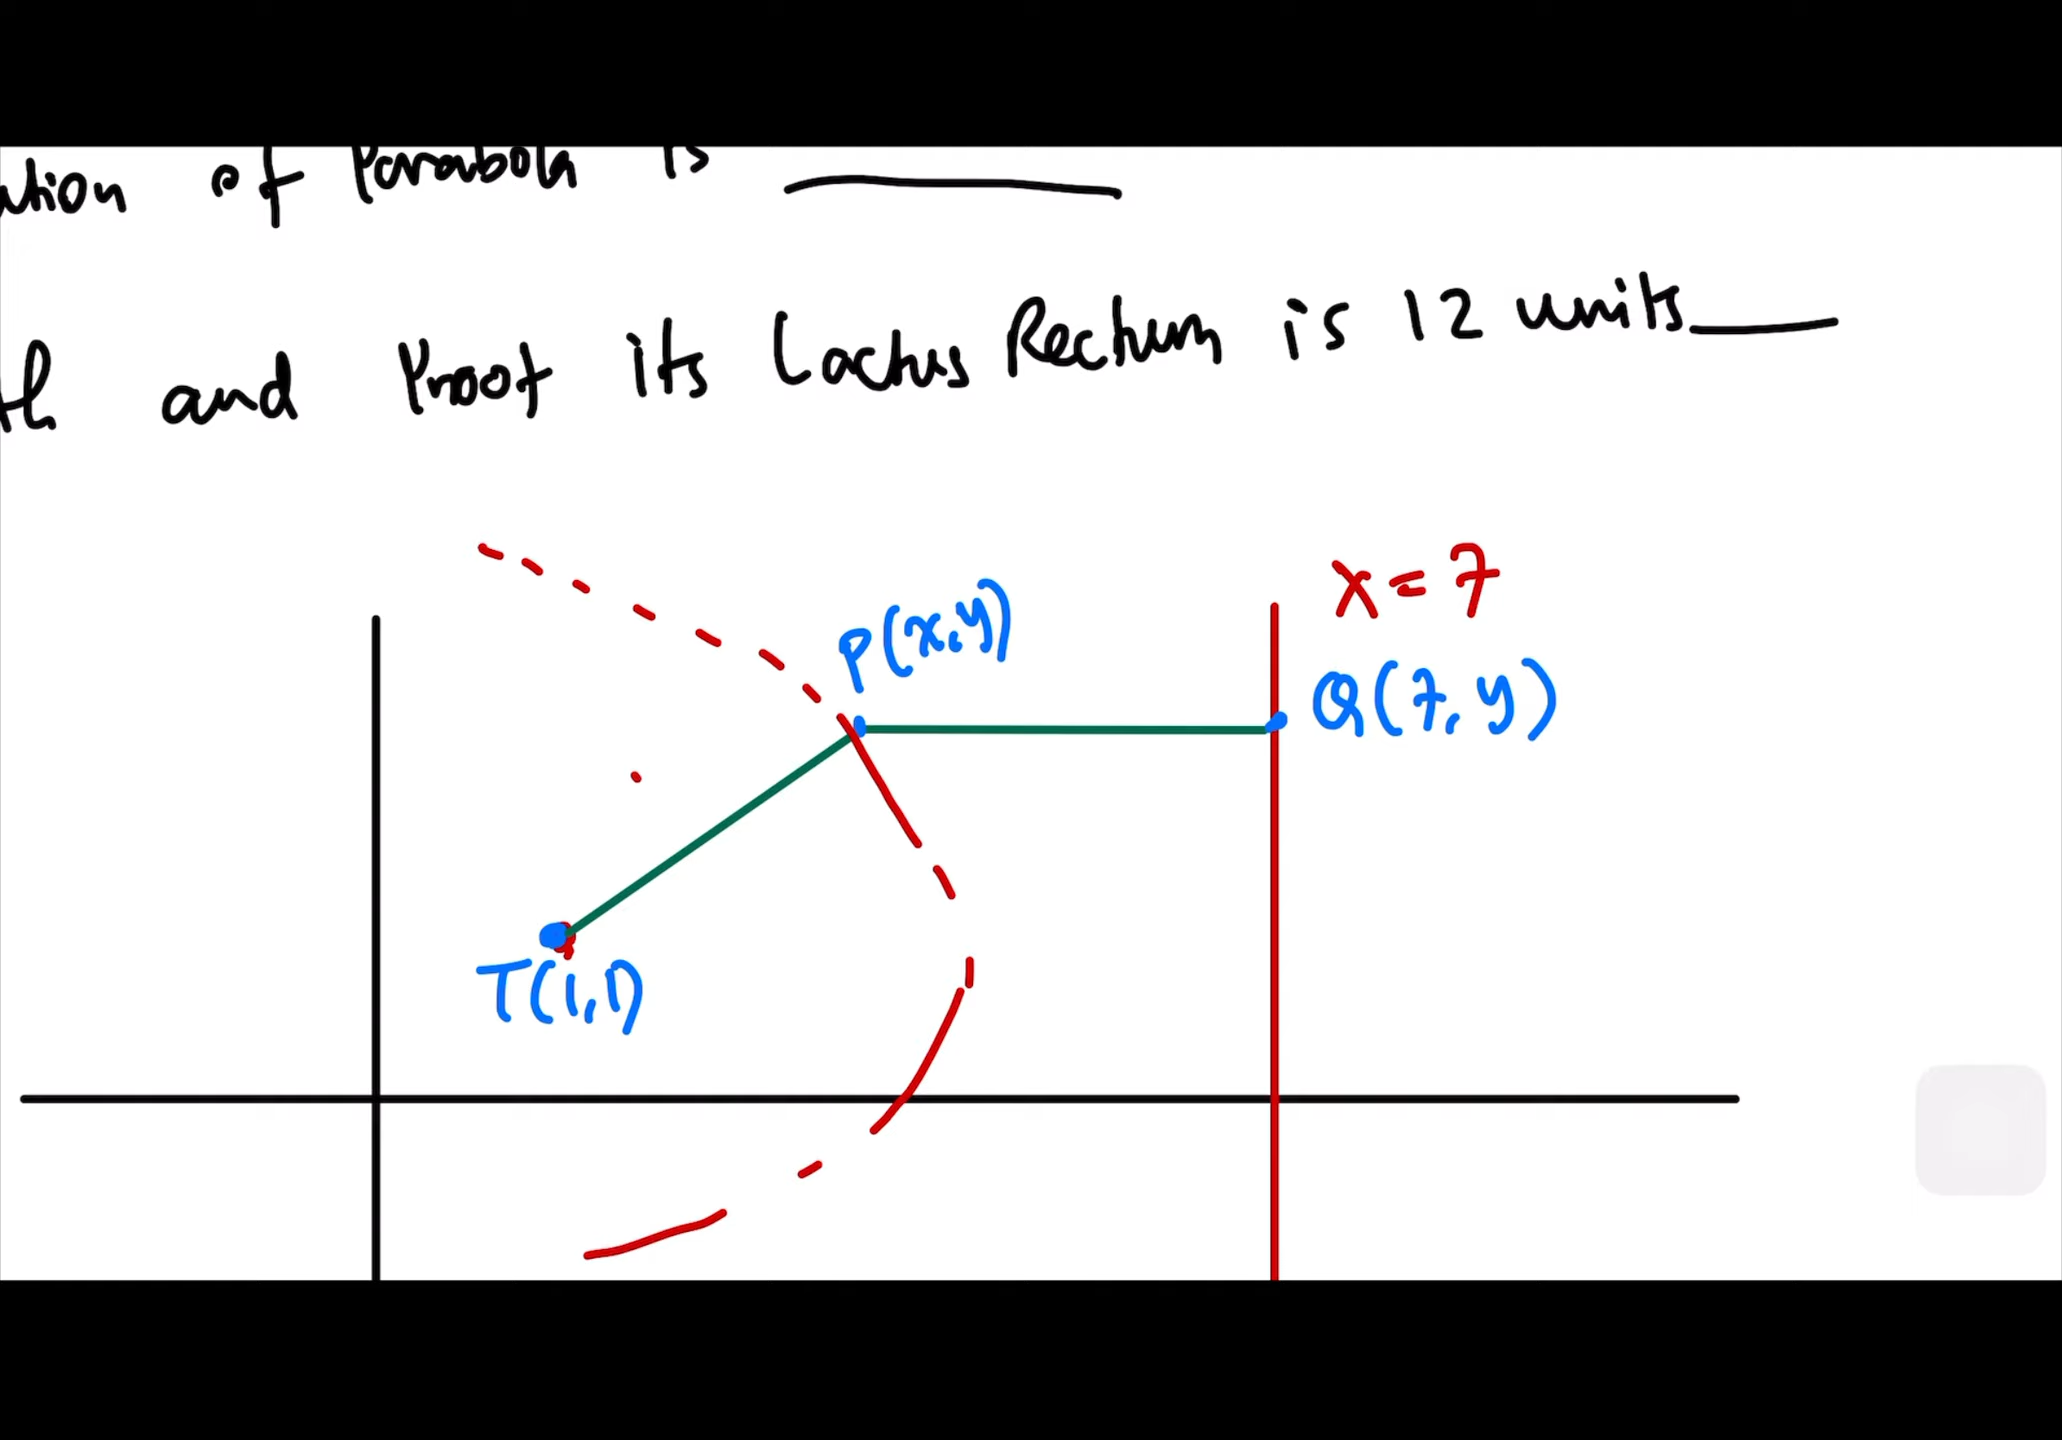 of Parabola is
and Proof its Lactus Rectum is 12 units
x = 7
P(x,y)
Q(7,y)
T(1,1)